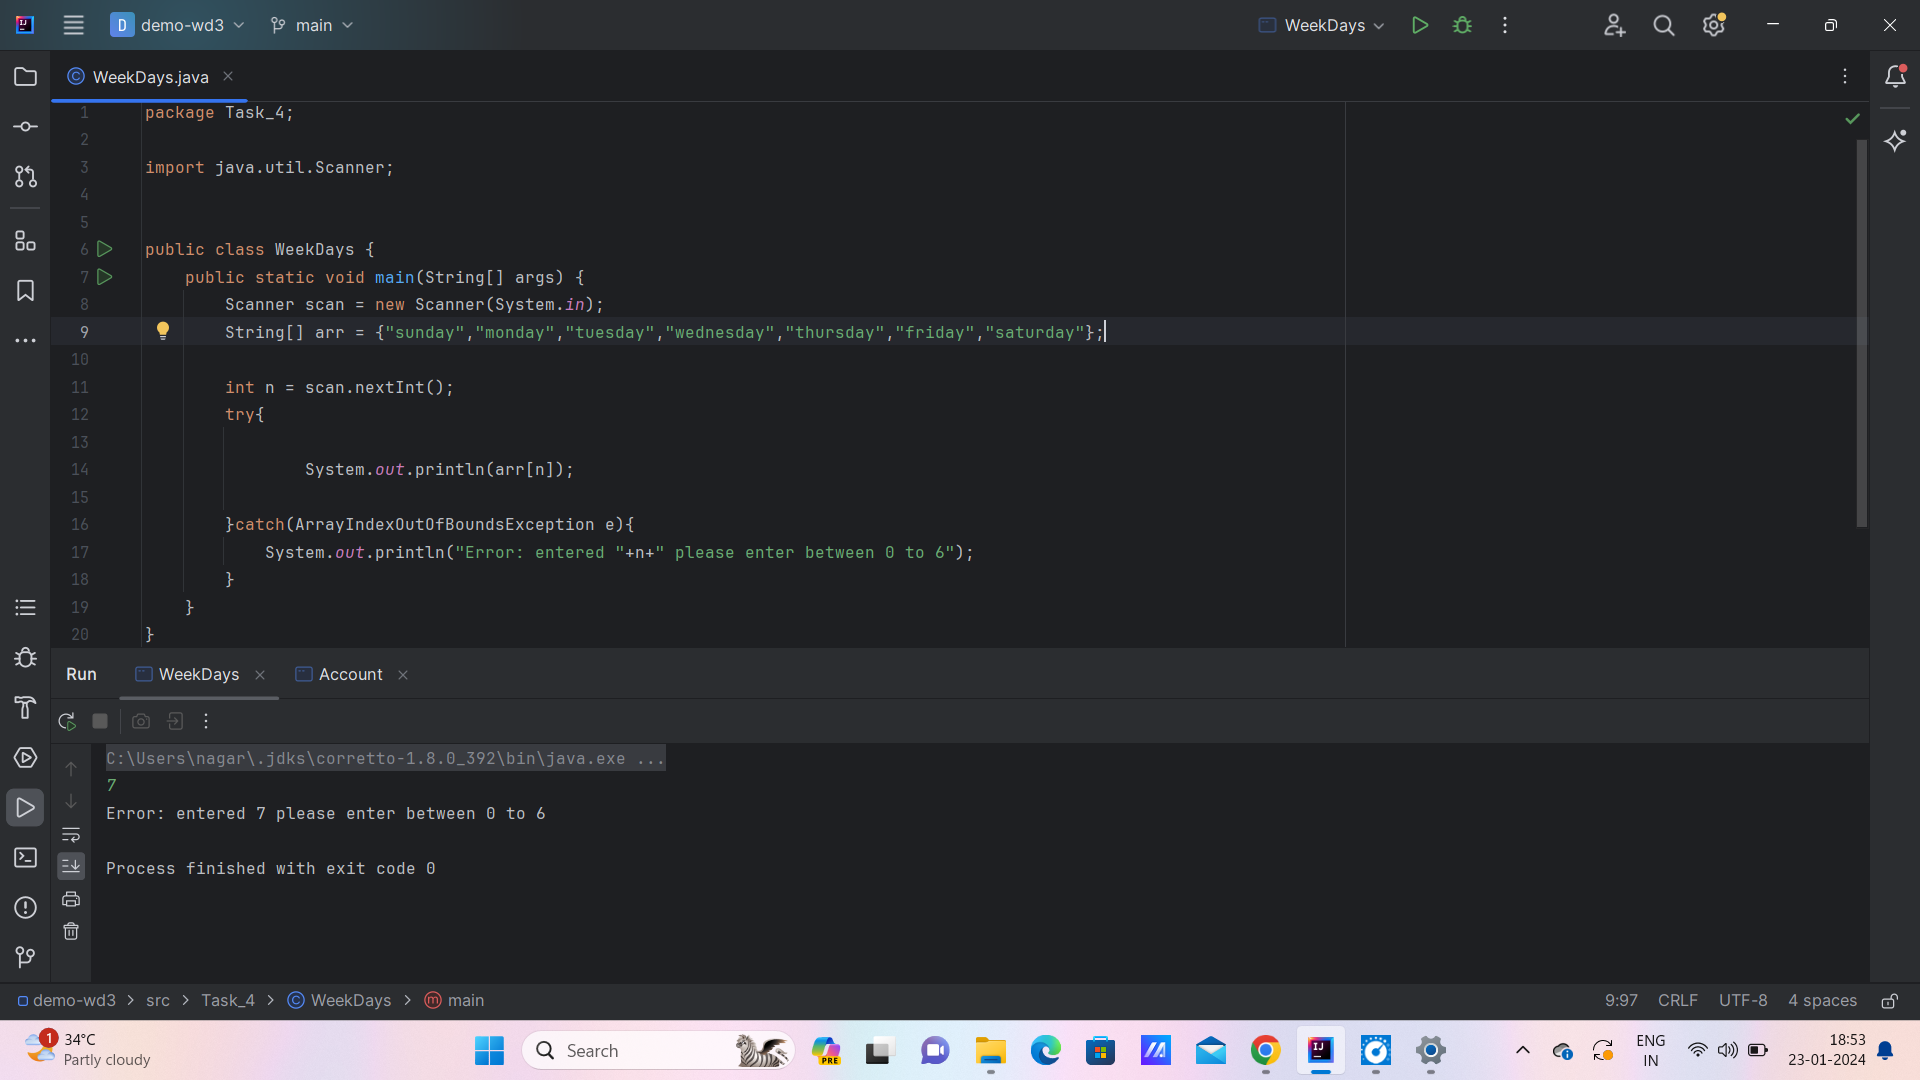 D demo-wd3 main WeekDays
WeekDays.java
1 package Task_4;
2
3 import java.util.Scanner;
4
5
6 public class WeekDays {
7 public static void main(String[] args) {
8 Scanner scan = new Scanner(System.in);
9 String[] arr = {"sunday","monday","tuesday","wednesday","thursday","friday","saturday"};
10
11 int n = scan.nextInt();
12 try{
13
14 System.out.println(arr[n]);
15
16 }catch(ArrayIndexOutOfBoundsException e){
17 System.out.println("Error: entered "+n+" please enter between 0 to 6");
18 }
19 }
20 }
Run WeekDays Account
C:\Users\nagar\.jdks\corretto-1.8.0_392\bin\java.exe ...
7
Error: entered 7 please enter between 0 to 6
Process finished with exit code 0
demo-wd3 > src > Task_4 > WeekDays > main 9:97 CRLF UTF-8 4 spaces
1 34°C
Partly cloudy
Search
PRE
ENG
IN
18:53
23-01-2024